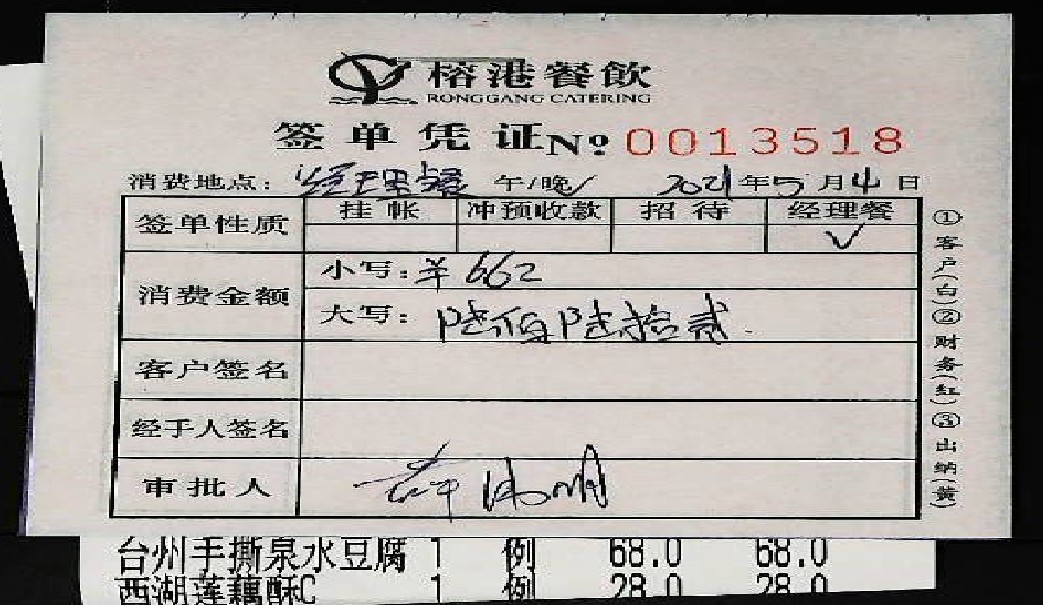 榕港餐飲
RONGGANG CATERING
签单凭证 № 0013518
消费地点: 经理餐 午/晚✓ 2021年5月4日
签单性质 挂帐 冲预收款 招待 经理餐
✓
消费金额 小写: 羊 662
大写: 陆佰陆拾贰.
客户签名
经手人签名
审批人
①客户(白)②财务(红)③出纳(黄)
台州手撕泉水豆腐 1 例 68.0 68.0
西湖莲藕酥C 1 例 28.0 28.0